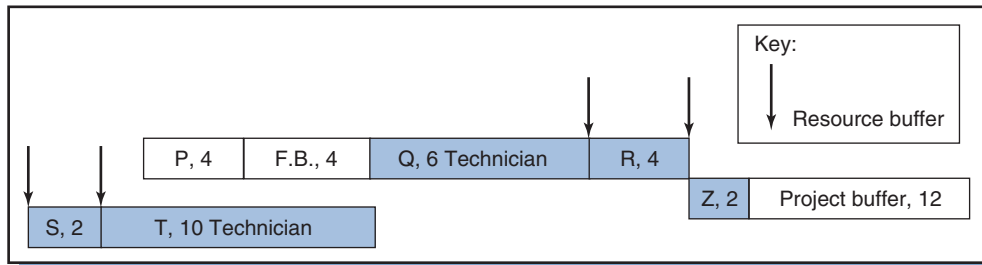 Key:
Resource buffer
P, 4
F.B., 4
Q, 6 Technician
R, 4
Z, 2
Project buffer, 12
S, 2
T, 10 Technician